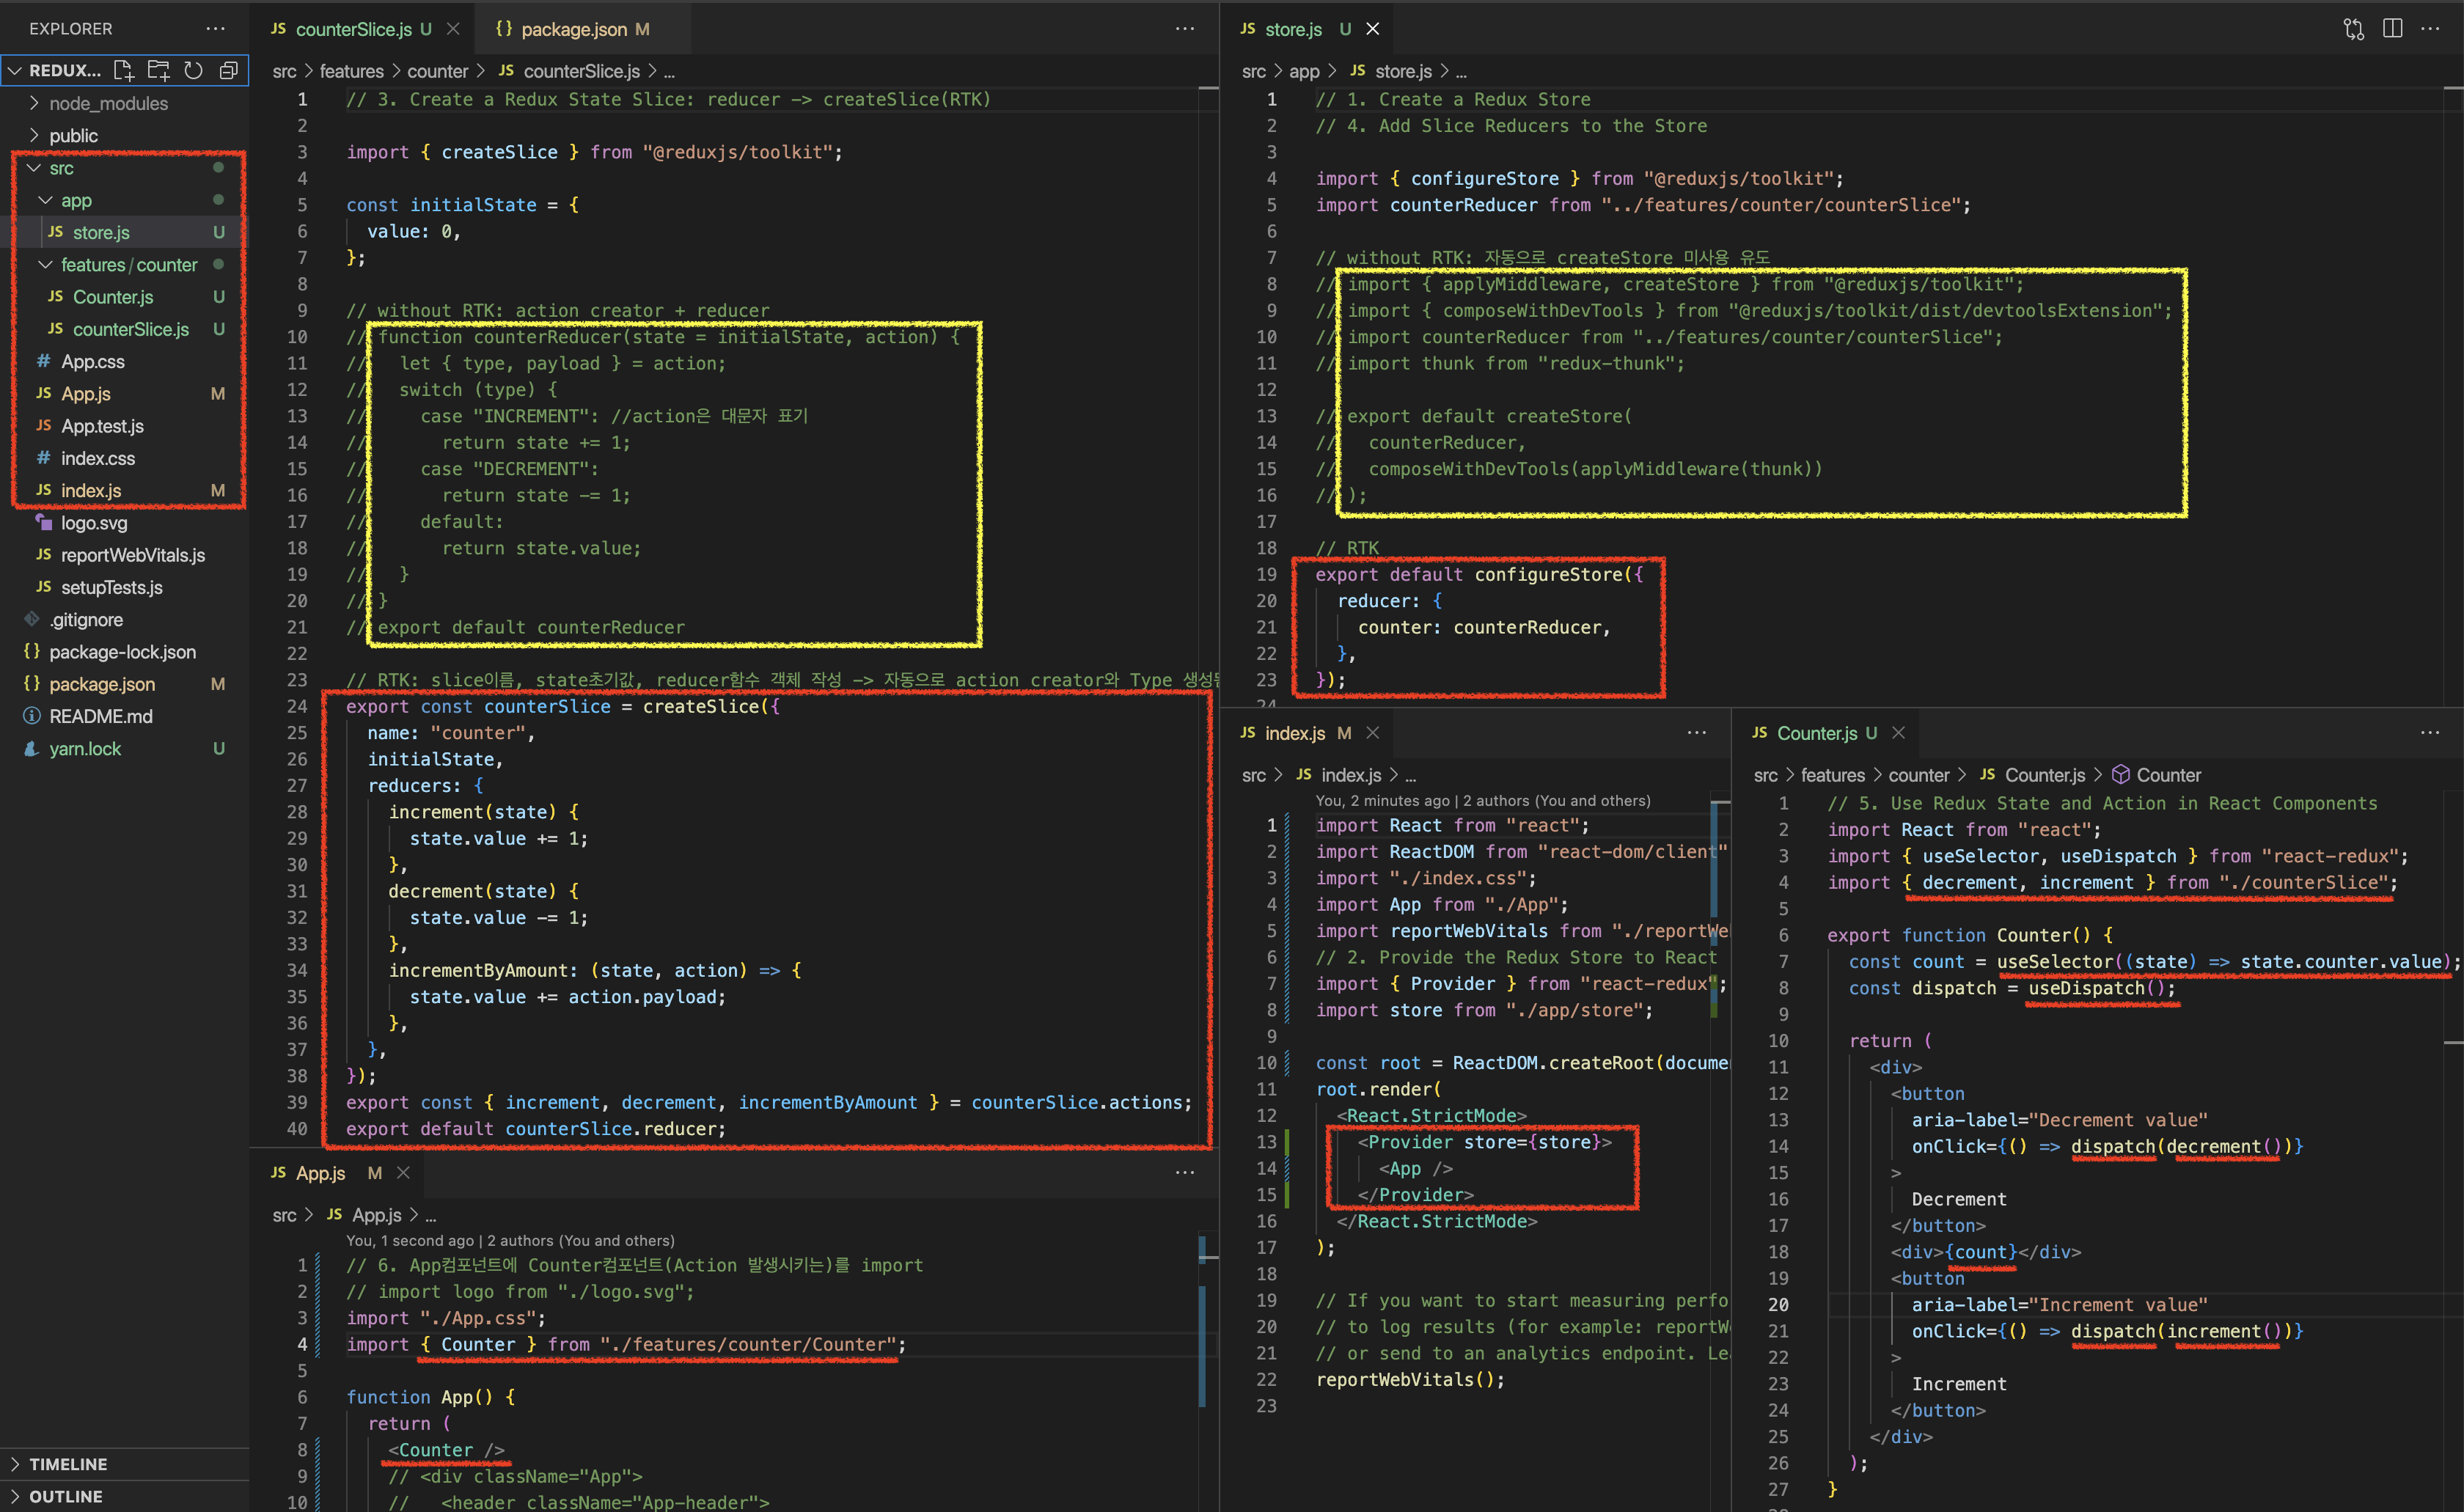 EXPLORER
REDUX...
node_modules
public
src
app
JS store.js U
features/counter
JS Counter.js U
JS counterSlice.js U
# App.css
JS App.js M
JS App.test.js
# index.css
JS index.js M
logo.svg
JS reportWebVitals.js
JS setupTests.js
.gitignore
{} package-lock.json
{} package.json M
README.md
yarn.lock U
TIMELINE
OUTLINE
JS counterSlice.js U
{} package.json M
src > features > counter > JS counterSlice.js > ...
1 // 3. Create a Redux State Slice: reducer -> createSlice(RTK)
2
3 import { createSlice } from "@reduxjs/toolkit";
4
5 const initialState = {
6 value: 0,
7 };
8
9 // without RTK: action creator + reducer
10 // function counterReducer(state = initialState, action) {
11 // let { type, payload } = action;
12 // switch (type) {
13 // case "INCREMENT": //action은 대문자 표기
14 // return state += 1;
15 // case "DECREMENT":
16 // return state -= 1;
17 // default:
18 // return state.value;
19 // }
20 // }
21 // export default counterReducer
22
23 // RTK: slice이름, state초기값, reducer함수 객체 작성 -> 자동으로 action creator와 Type
24 export const counterSlice = createSlice({
25 name: "counter",
26 initialState,
27 reducers: {
28 increment(state) {
29 state.value += 1;
30 },
31 decrement(state) {
32 state.value -= 1;
33 },
34 incrementByAmount: (state, action) => {
35 state.value += action.payload;
36 },
37 },
38 });
39 export const { increment, decrement, incrementByAmount } = counterSlice.actions;
40 export default counterSlice.reducer;
JS App.js M
src > JS App.js > ...
You, 1 second ago | 2 authors (You and others)
1 // 6. App컴포넌트에 Counter컴포넌트(Action 발생시키는)를 import
2 // import logo from "./logo.svg";
3 import "./App.css";
4 import { Counter } from "./features/counter/Counter";
5
6 function App() {
7 return (
8 <Counter />
9 // <div className="App">
10 // <header className="App-header">
JS store.js U
src > app > JS store.js > ...
1 // 1. Create a Redux Store
2 // 4. Add Slice Reducers to the Store
3
4 import { configureStore } from "@reduxjs/toolkit";
5 import counterReducer from "../features/counter/counterSlice";
6
7 // without RTK: 자동으로 createStore 미사용 유도
8 // import { applyMiddleware, createStore } from "@reduxjs/toolkit";
9 // import { composeWithDevTools } from "@reduxjs/toolkit/dist/devtoolsExtension";
10 // import counterReducer from "../features/counter/counterSlice";
11 // import thunk from "redux-thunk";
12
13 // export default createStore(
14 // counterReducer,
15 // composeWithDevTools(applyMiddleware(thunk))
16 // );
17
18 // RTK
19 export default configureStore({
20 reducer: {
21 counter: counterReducer,
22 },
23 });
24
JS index.js M
src > JS index.js > ...
You, 2 minutes ago | 2 authors (You and others)
1 import React from "react";
2 import ReactDOM from "react-dom/client"
3 import "./index.css";
4 import App from "./App";
5 import reportWebVitals from "./reportWe
6 // 2. Provide the Redux Store to React
7 import { Provider } from "react-redux";
8 import store from "./app/store";
9
10 const root = ReactDOM.createRoot(docume
11 root.render(
12 <React.StrictMode>
13 <Provider store={store}>
14 <App />
15 </Provider>
16 </React.StrictMode>
17 );
18
19 // If you want to start measuring perfo
20 // to log results (for example: reportW
21 // or send to an analytics endpoint. Le
22 reportWebVitals();
23
JS Counter.js U
src > features > counter > JS Counter.js > Counter
1 // 5. Use Redux State and Action in React Components
2 import React from "react";
3 import { useSelector, useDispatch } from "react-redux";
4 import { decrement, increment } from "./counterSlice";
5
6 export function Counter() {
7 const count = useSelector((state) => state.counter.value);
8 const dispatch = useDispatch();
9
10 return (
11 <div>
12 <button
13 aria-label="Decrement value"
14 onClick={() => dispatch(decrement())}
15 >
16 Decrement
17 </button>
18 <div>{count}</div>
19 <button
20 aria-label="Increment value"
21 onClick={() => dispatch(increment())}
22 >
23 Increment
24 </button>
25 </div>
26 );
27 }